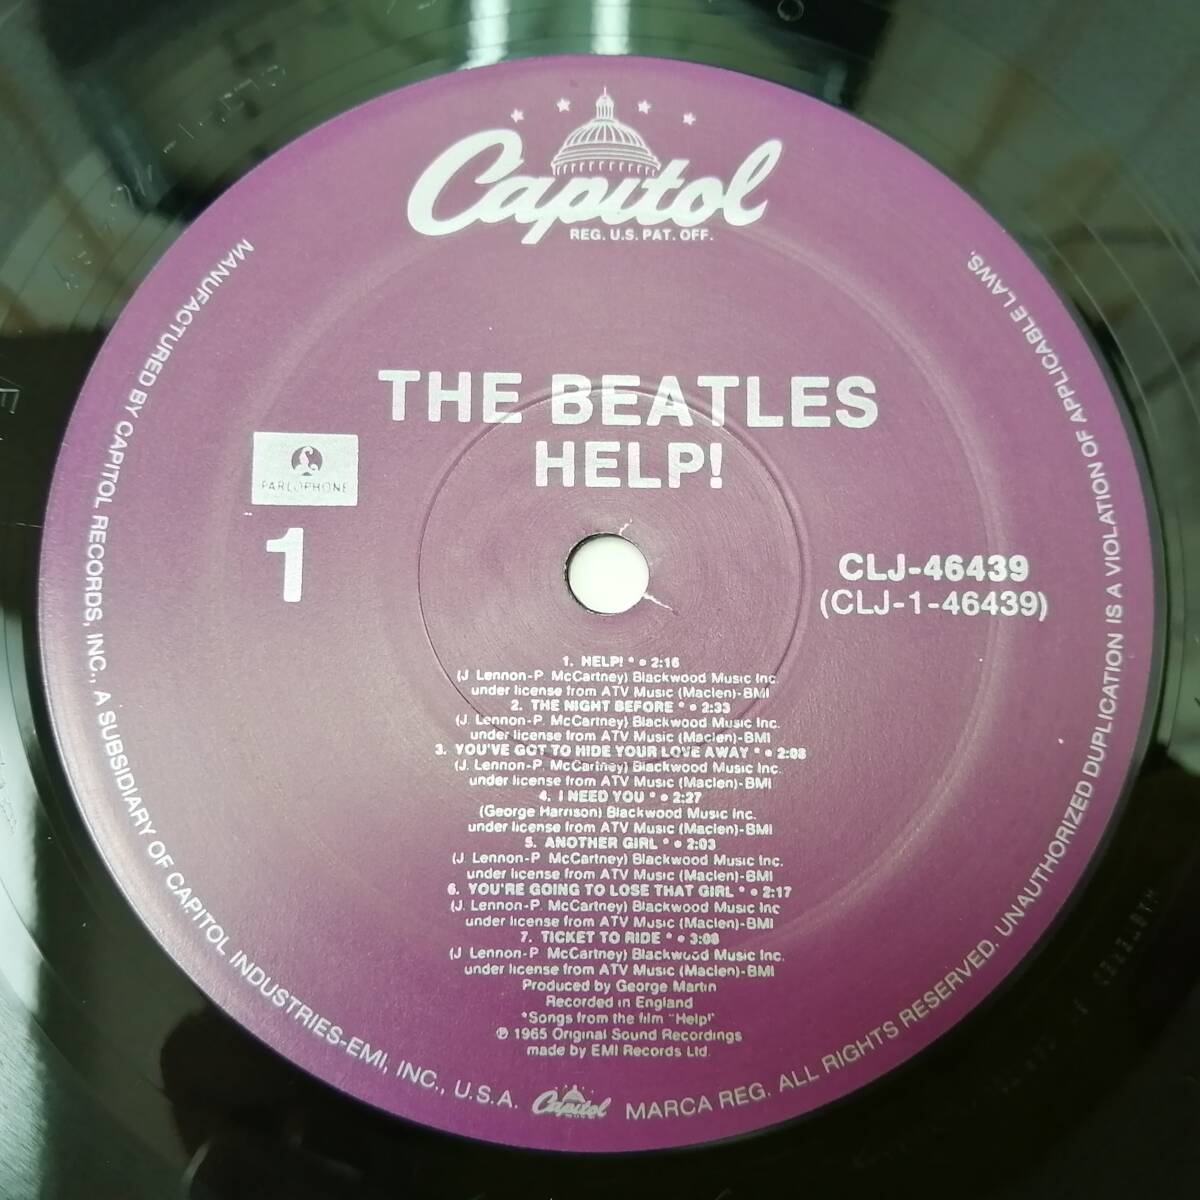 Capitol
REG. U.S. PAT. OFF.
THE BEATLES
HELP!
PARLOPHONE
1
CLJ-46439
(CLJ-1-46439)
1. HELP! * • 2:16
(J. Lennon-P. McCartney) Blackwood Music Inc.
under license from ATV Music (Maclen)-BMI
2. THE NIGHT BEFORE * • 2:33
(J. Lennon-P. McCartney) Blackwood Music Inc.
under license from ATV Music (Maclen)-BMI
3. YOU'VE GOT TO HIDE YOUR LOVE AWAY * • 2:08
(J. Lennon-P. McCartney) Blackwood Music Inc.
under license from ATV Music (Maclen)-BMI
4. I NEED YOU * • 2:27
(George Harrison) Blackwood Music Inc.
under license from ATV Music (Maclen)-BMI
5. ANOTHER GIRL * • 2:03
(J. Lennon-P. McCartney) Blackwood Music Inc.
under license from ATV Music (Maclen)-BMI
6. YOU'RE GOING TO LOSE THAT GIRL * • 2:17
(J. Lennon-P. McCartney) Blackwood Music Inc
under license from ATV Music (Maclen)-BMI
7. TICKET TO RIDE * • 3:08
(J. Lennon-P. McCartney) Blackwood Music Inc.
under license from ATV Music (Maclen)-BMI
Produced by George Martin
Recorded in England
*Songs from the film "Help!"
℗ 1965 Original Sound Recordings
made by EMI Records Ltd.
MANUFACTURED BY CAPITOL RECORDS, INC., A SUBSIDIARY OF CAPITOL INDUSTRIES-EMI, INC., U.S.A. Capitol MARCA REG. ALL RIGHTS RESERVED. UNAUTHORIZED DUPLICATION IS A VIOLATION OF APPLICABLE LAWS.